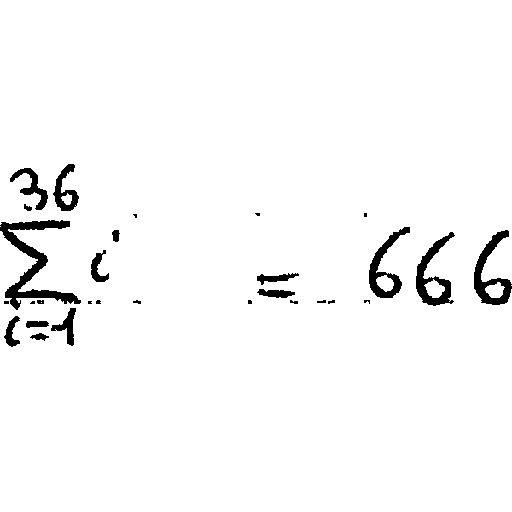 36
∑ i = 666
i=1